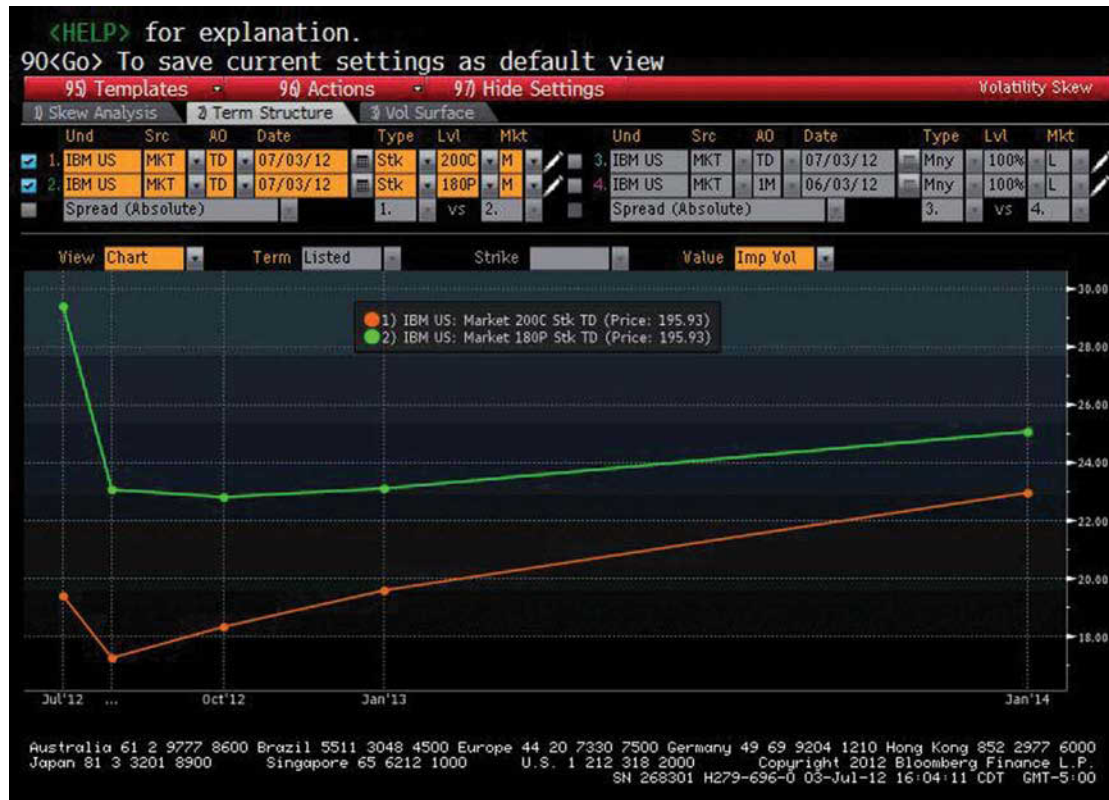 <HELP> for explanation.
90<Go> To save current settings as default view
95) Templates 96) Actions 97) Hide Settings Volatility Skew
1) Skew Analysis 2) Term Structure 3) Vol Surface
Und Src AO Date Type Lvl Mkt Und Src AO Date Type Lvl Mkt
1. IBM US MKT TD 07/03/12 Stk 200C M 3. IBM US MKT TD 07/03/12 Mny 100% L
2. IBM US MKT TD 07/03/12 Stk 180P M 4. IBM US MKT 1M 06/03/12 Mny 100% L
Spread (Absolute) 1. vs 2. Spread (Absolute) 3. vs 4.
View Chart Term Listed Strike Value Imp Vol
30.00
1) IBM US: Market 200C Stk TD (Price: 195.93)
2) IBM US: Market 180P Stk TD (Price: 195.93)
28.00
26.00
24.00
22.00
20.00
18.00
Jul'12 ... Oct'12 Jan'13 Jan'14
Australia 61 2 9777 8600 Brazil 5511 3048 4500 Europe 44 20 7330 7500 Germany 49 69 9204 1210 Hong Kong 852 2977 6000
Japan 81 3 3201 8900 Singapore 65 6212 1000 U.S. 1 212 318 2000 Copyright 2012 Bloomberg Finance L.P.
SN 268301 H279-696-0 03-Jul-12 16:04:11 CDT GMT-5:00